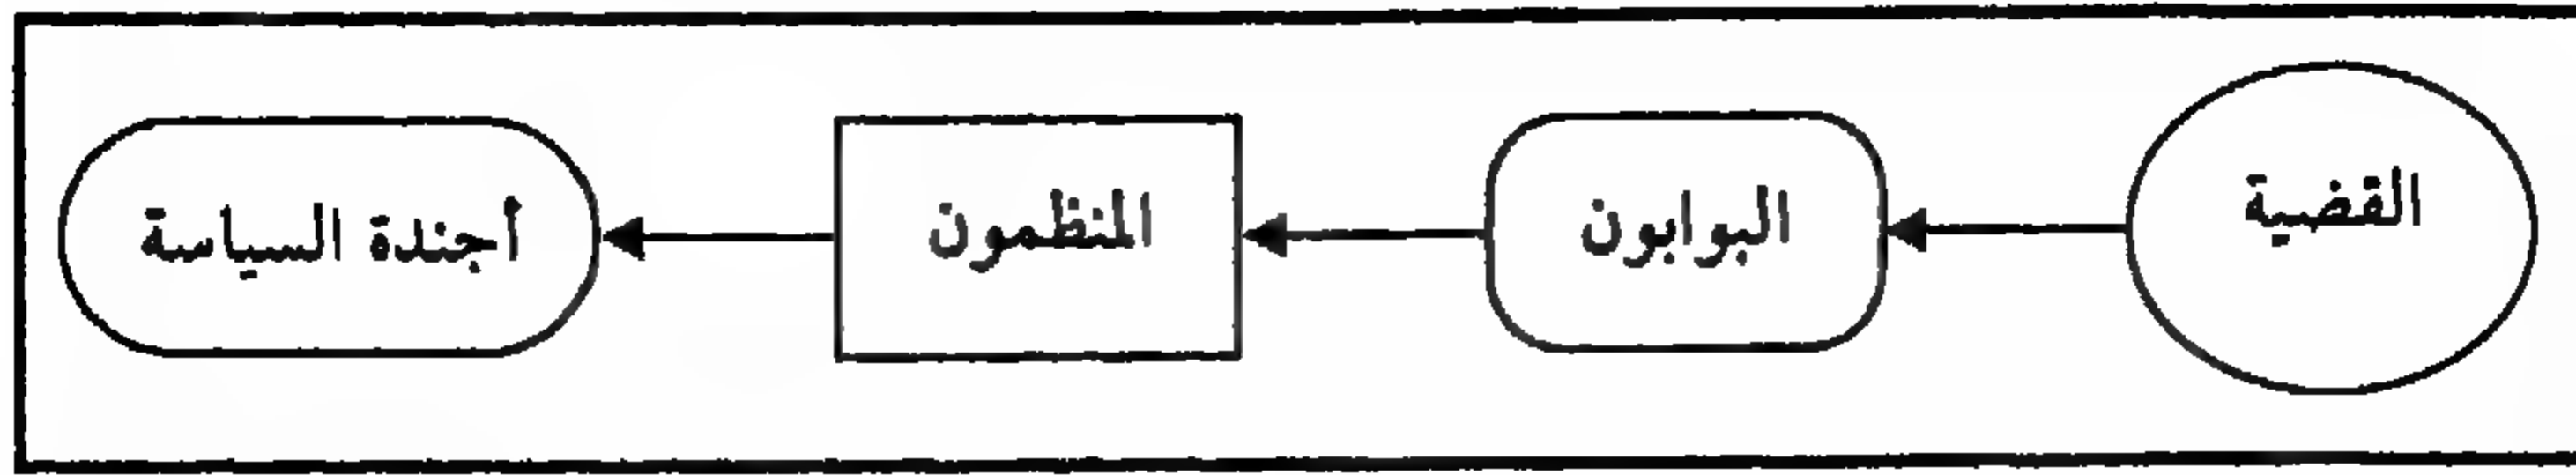 القضية
البوابون
المنظمون
أجندة السياسة